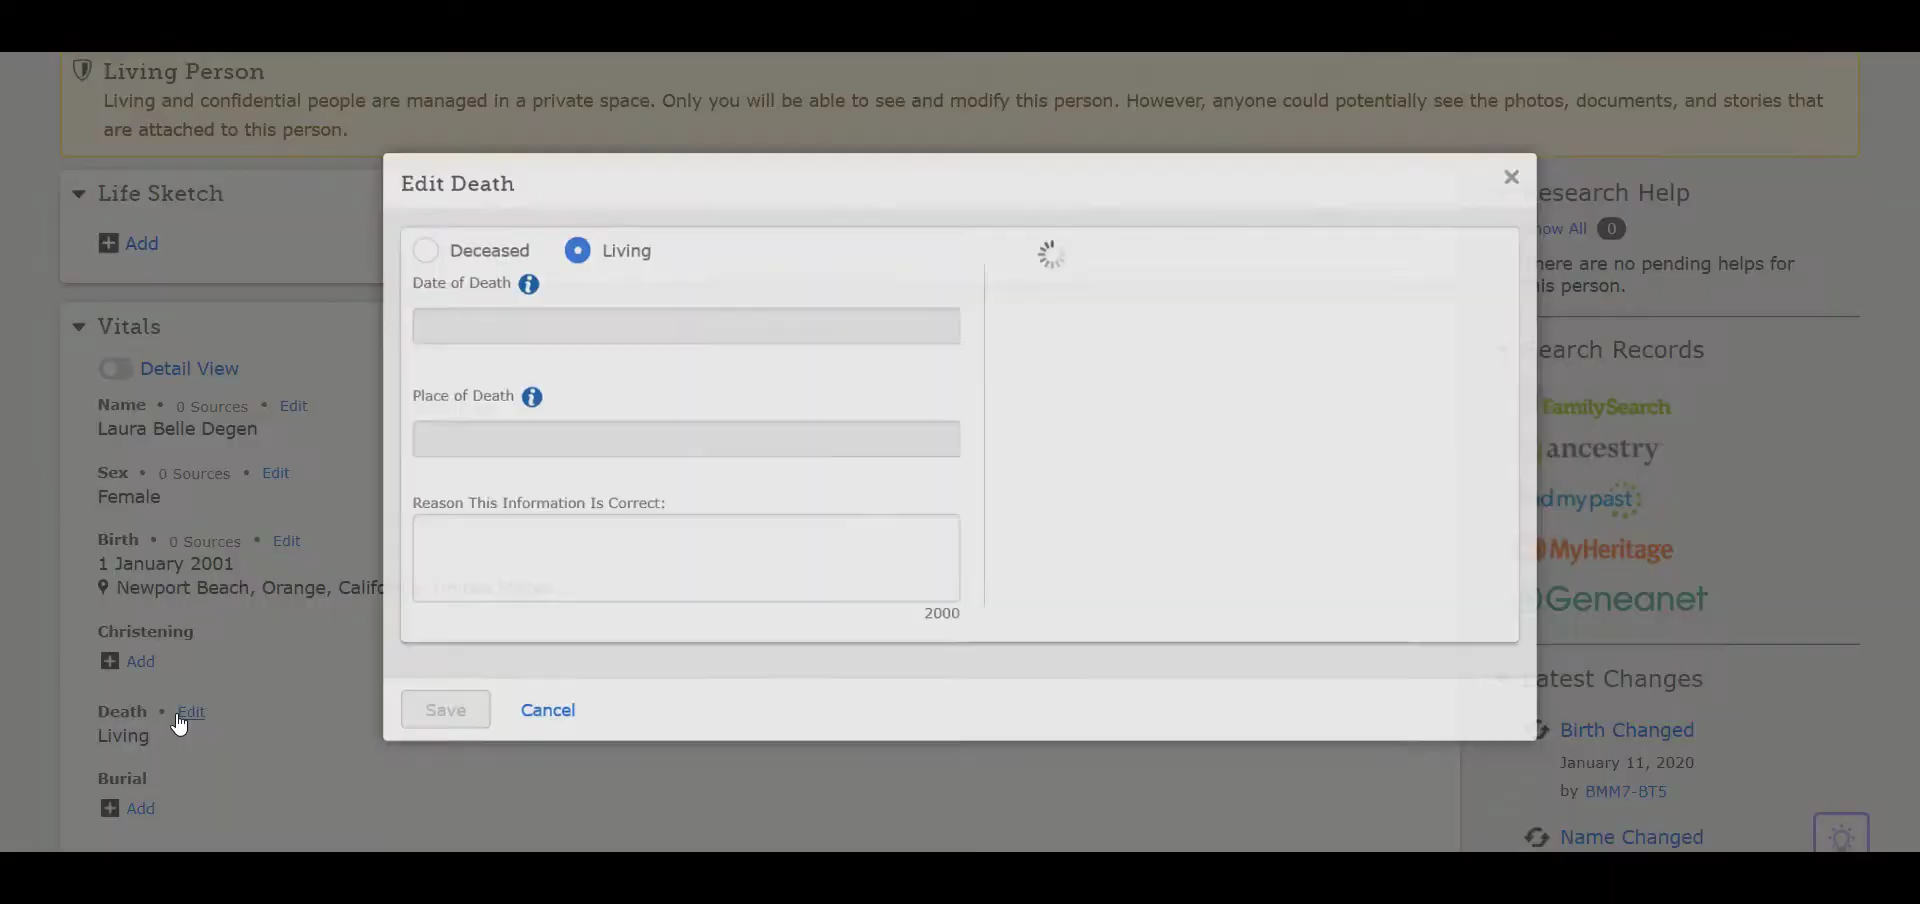 Living Person
Living and confidential people are managed in a private space. Only you will be able to see and modify this person. However, anyone could potentially see the photos, documents, and stories that
are attached to this person.
Life Sketch
Add
Vitals
Detail View
Name • 0 Sources • Edit
Laura Belle Degen
Sex • 0 Sources • Edit
Female
Birth • 0 Sources • Edit
1 January 2001
Newport Beach, Orange, Califo
Christening
Add
Death • Edit
Living
Burial
Add
Edit Death
Deceased Living
Date of Death
Place of Death
Reason This Information Is Correct:
2000
Save Cancel
esearch Help
ow All 0
here are no pending helps for
is person.
earch Records
FamilySearch
ancestry
d my past
MyHeritage
Geneanet
atest Changes
Birth Changed
January 11, 2020
by BMM7-BT5
Name Changed